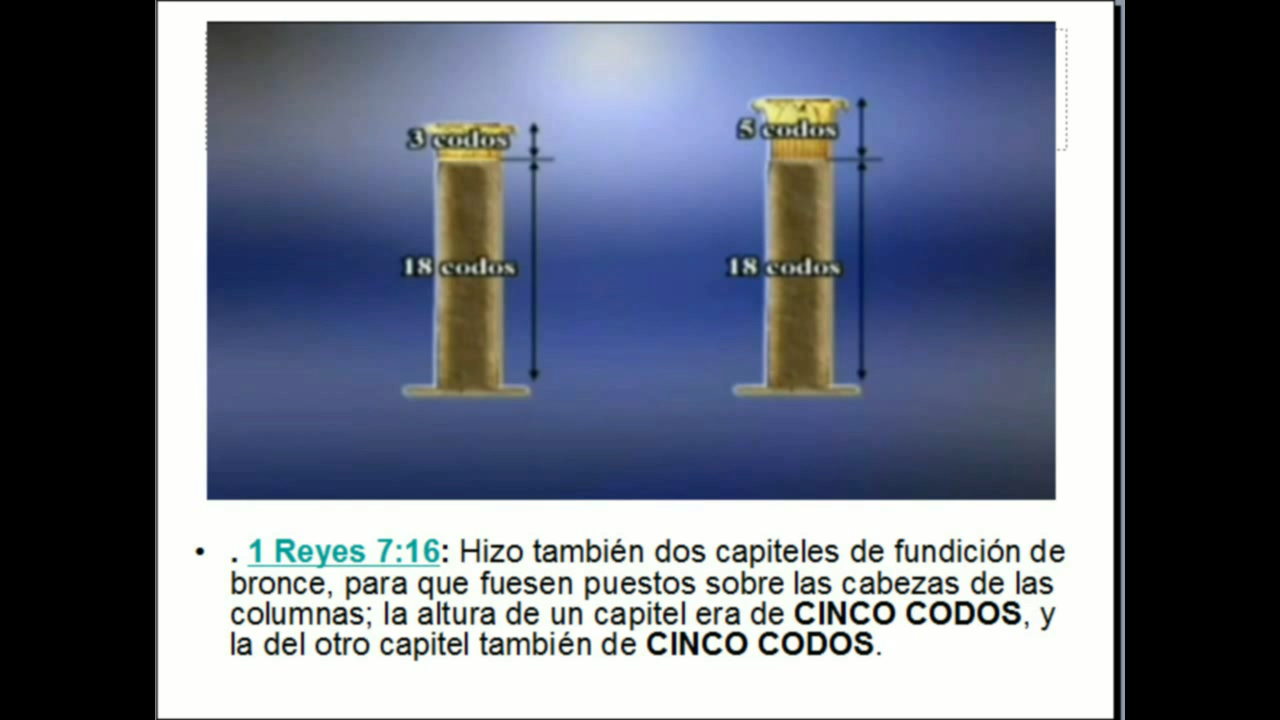 3 codos
5 codos
18 codos
18 codos
• . 1 Reyes 7:16: Hizo también dos capiteles de fundición de
bronce, para que fuesen puestos sobre las cabezas de las
columnas; la altura de un capitel era de CINCO CODOS, y
la del otro capitel también de CINCO CODOS.